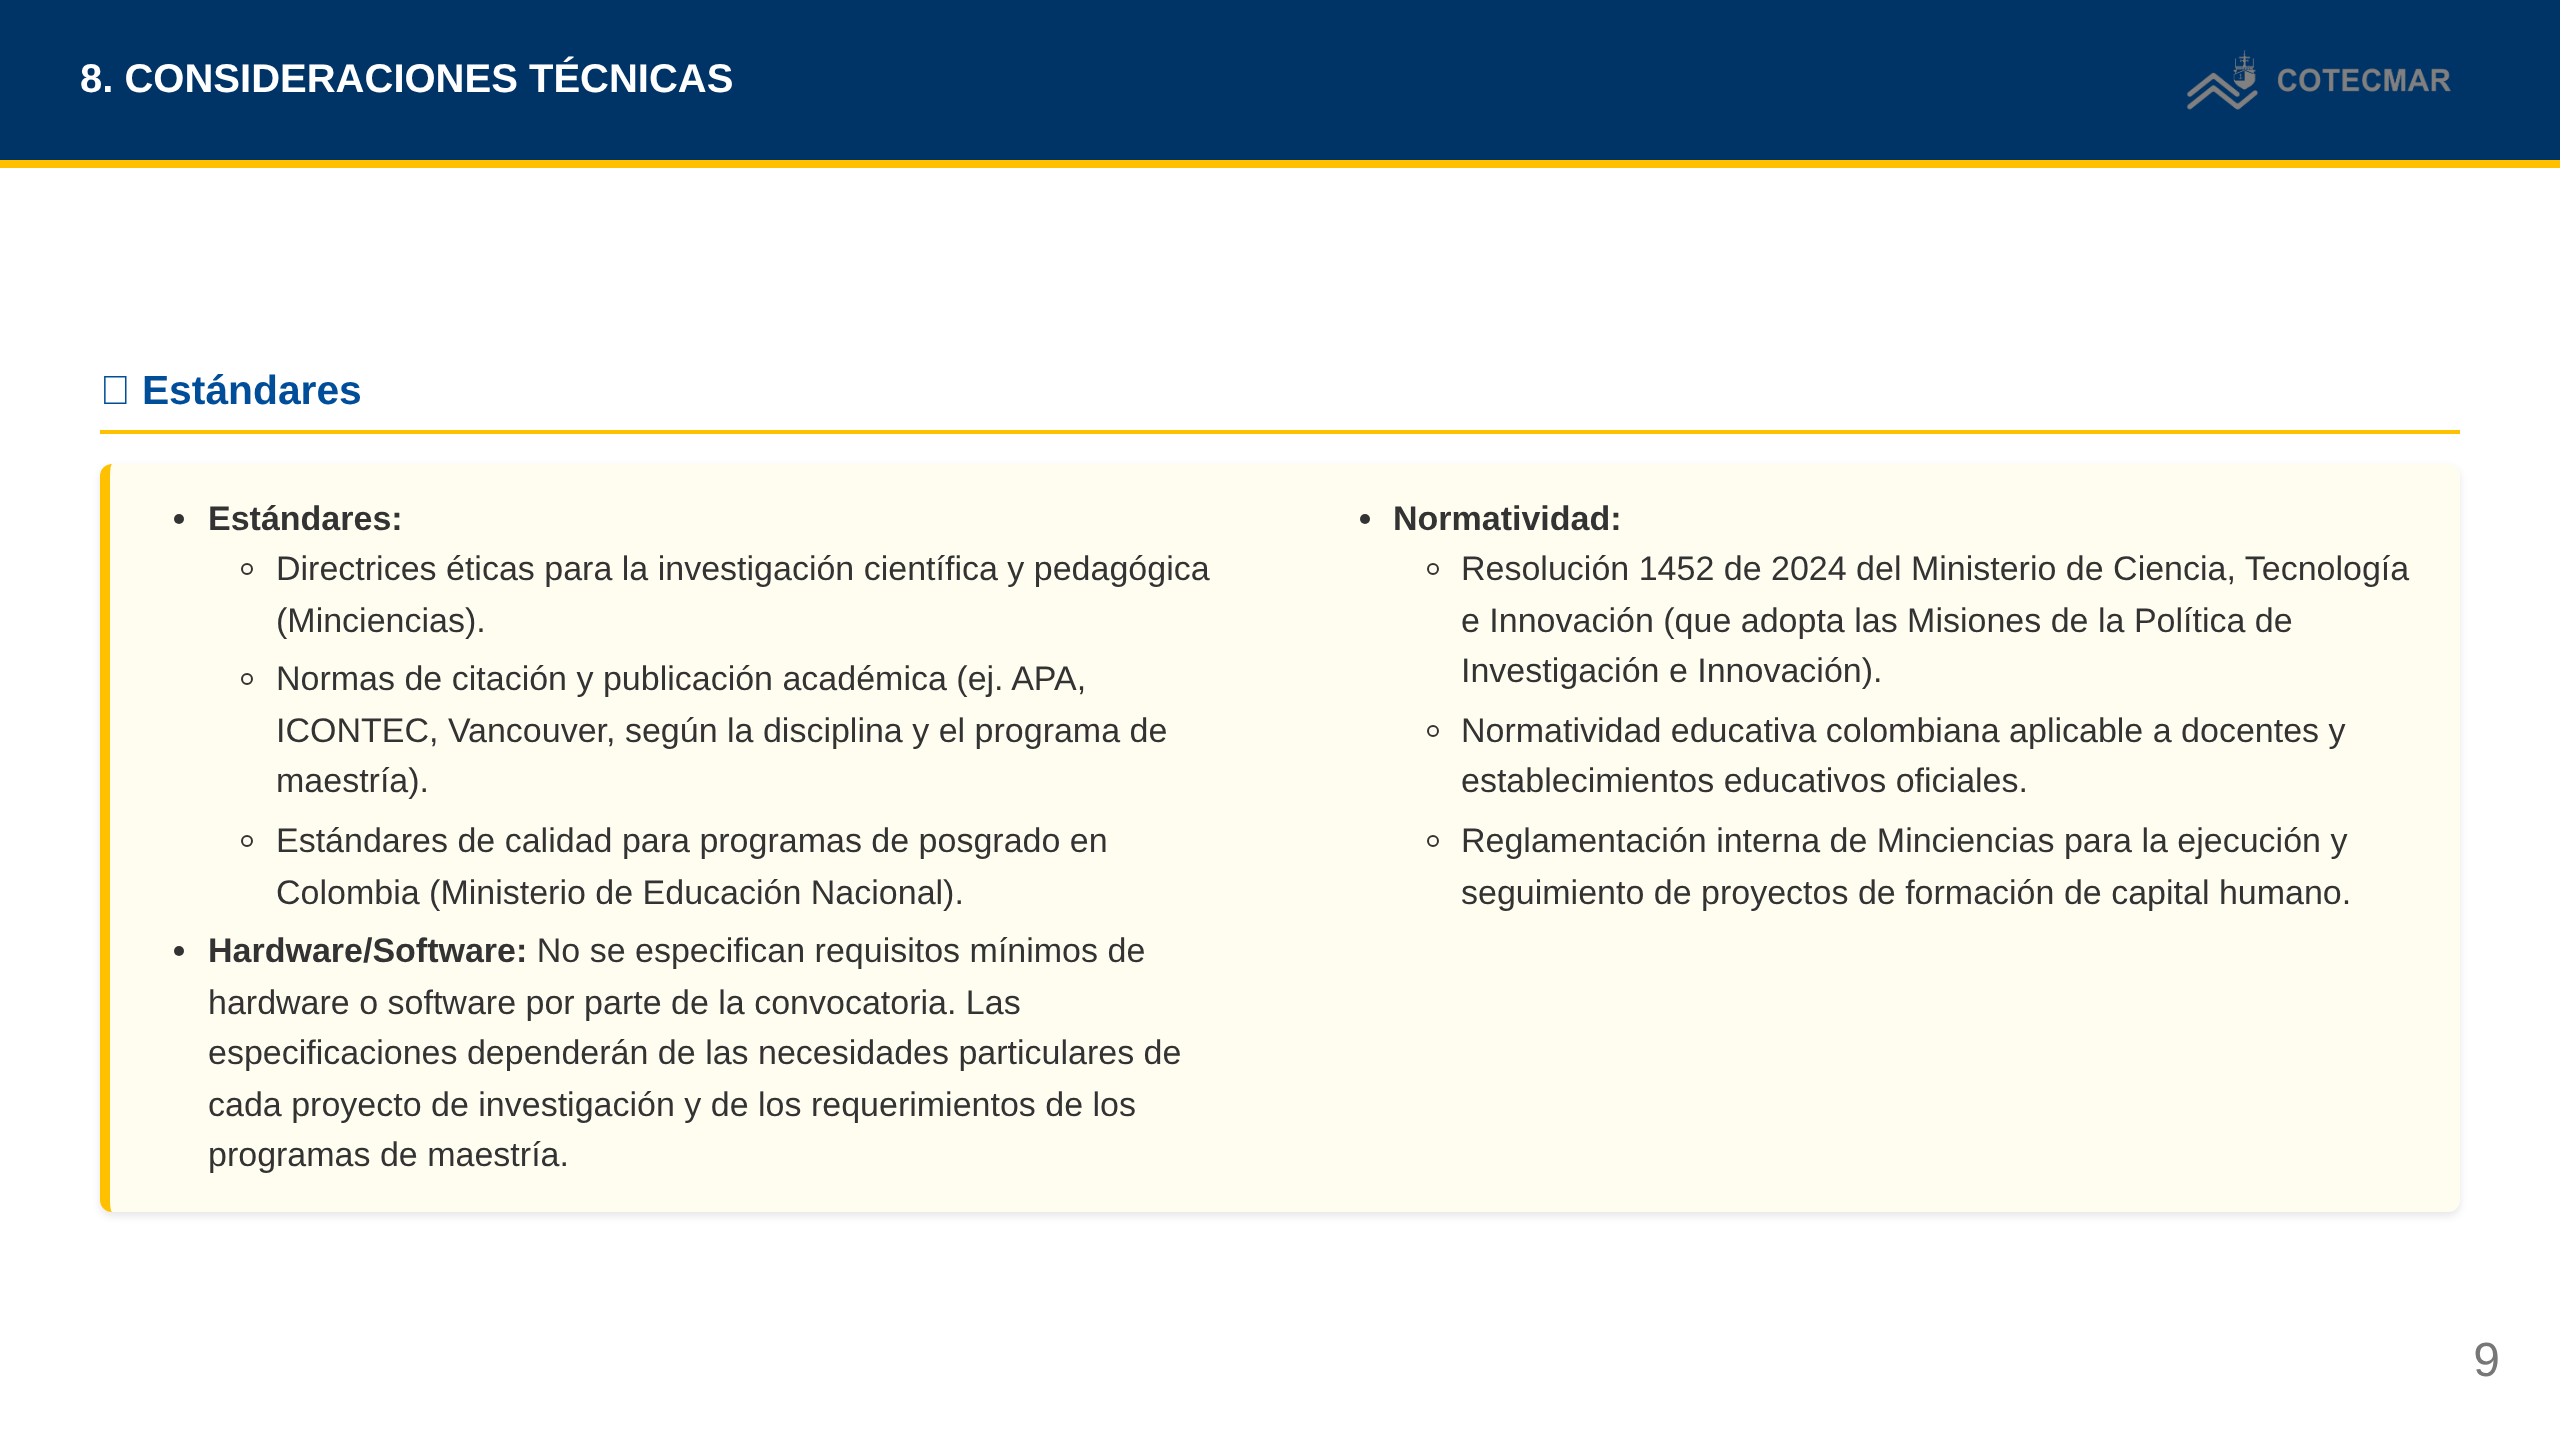 8. CONSIDERACIONES TÉCNICAS
COTECMAR
Estándares
• Estándares:
Directrices éticas para la investigación científica y pedagógica
(Minciencias).
Normas de citación y publicación académica (ej. APA,
ICONTEC, Vancouver, según la disciplina y el programa de
maestría).
Estándares de calidad para programas de posgrado en
Colombia (Ministerio de Educación Nacional).
• Hardware/Software: No se especifican requisitos mínimos de
hardware o software por parte de la convocatoria. Las
especificaciones dependerán de las necesidades particulares de
cada proyecto de investigación y de los requerimientos de los
programas de maestría.
• Normatividad:
Resolución 1452 de 2024 del Ministerio de Ciencia, Tecnología
e Innovación (que adopta las Misiones de la Política de
Investigación e Innovación).
Normatividad educativa colombiana aplicable a docentes y
establecimientos educativos oficiales.
Reglamentación interna de Minciencias para la ejecución y
seguimiento de proyectos de formación de capital humano.
9